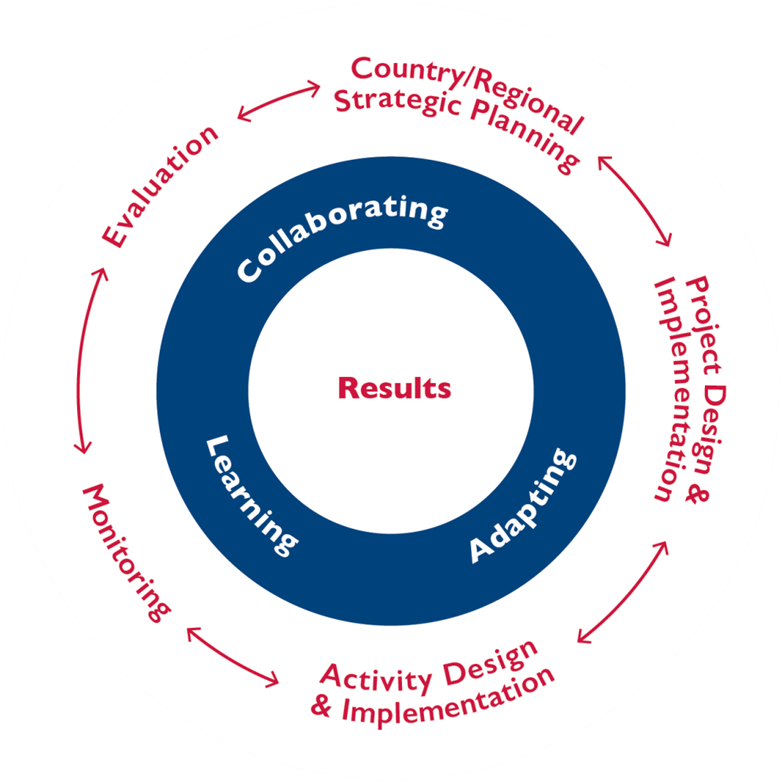 Country/Regional
Strategic Planning
Project Design &
Implementation
Activity Design
& Implementation
Monitoring
Evaluation
Collaborating
Adapting
Learning
Results